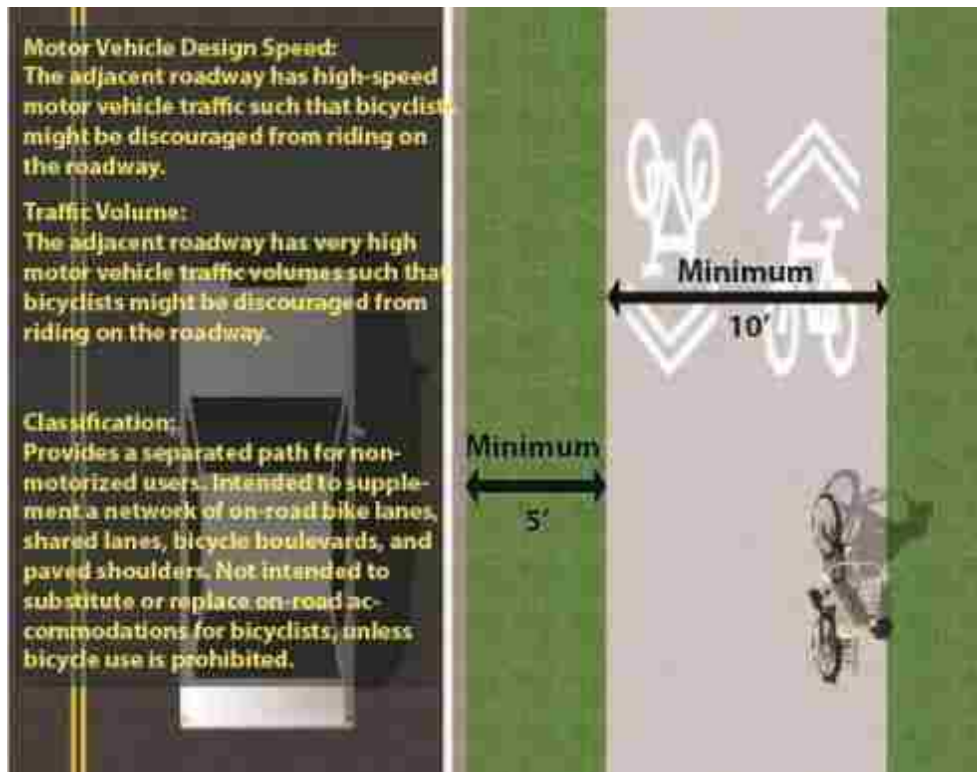 Motor Vehicle Design Speed:
The adjacent roadway has high-speed
motor vehicle traffic such that bicyclists
might be discouraged from riding on
the roadway.
Traffic Volume:
The adjacent roadway has very high
motor vehicle traffic volumes such that
bicyclists might be discouraged from
riding on the roadway.
Classification:
Provides a separated path for non-
motorized users. Intended to supple-
ment a network of on-road bike lanes,
shared lanes, bicycle boulevards, and
paved shoulders. Not intended to
substitute or replace on-road ac-
commodations for bicyclists, unless
bicycle use is prohibited.
Minimum
10'
Minimum
5'